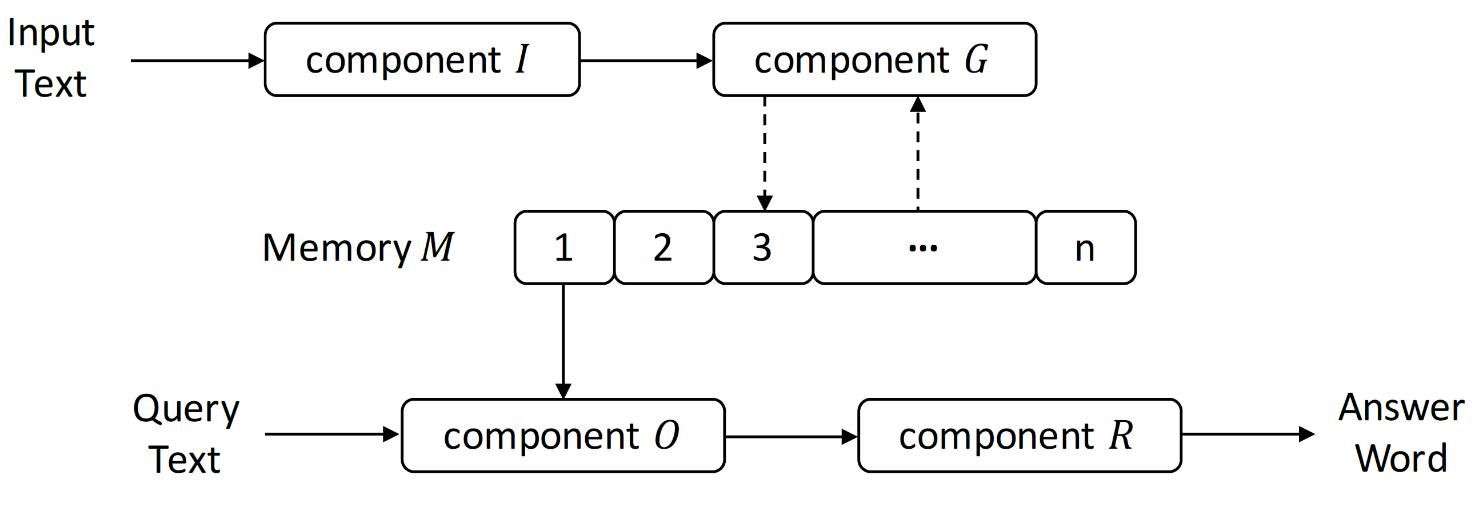 Input
Text
component I
component G
Memory M
1
2
3
...
n
Query
Text
component O
component R
Answer
Word